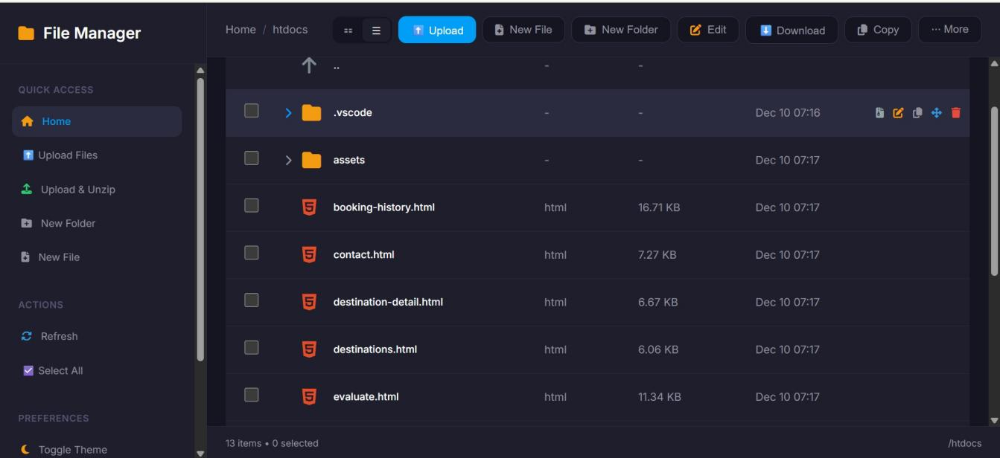 File Manager
Home / htdocs
Upload
New File
New Folder
Edit
Download
Copy
··· More
QUICK ACCESS
Home
Upload Files
Upload & Unzip
New Folder
New File
ACTIONS
Refresh
Select All
PREFERENCES
Toggle Theme
.. - -
.vscode - - Dec 10 07:16
assets - - Dec 10 07:17
booking-history.html html 16.71 KB Dec 10 07:17
contact.html html 7.27 KB Dec 10 07:17
destination-detail.html html 6.67 KB Dec 10 07:17
destinations.html html 6.06 KB Dec 10 07:17
evaluate.html html 11.34 KB Dec 10 07:17
13 items • 0 selected
/htdocs